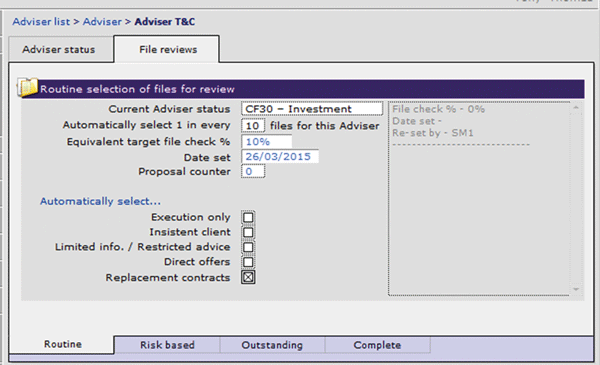 Adviser list > Adviser > Adviser T&C
Adviser status File reviews
Routine selection of files for review
Current Adviser status CF30 – Investment
Automatically select 1 in every 10 files for this Adviser
Equivalent target file check % 10%
Date set 26/03/2015
Proposal counter 0
File check % - 0%
Date set -
Re-set by - SM1
--------------------------
Automatically select...
Execution only
Insistent client
Limited info. / Restricted advice
Direct offers
Replacement contracts
Routine Risk based Outstanding Complete